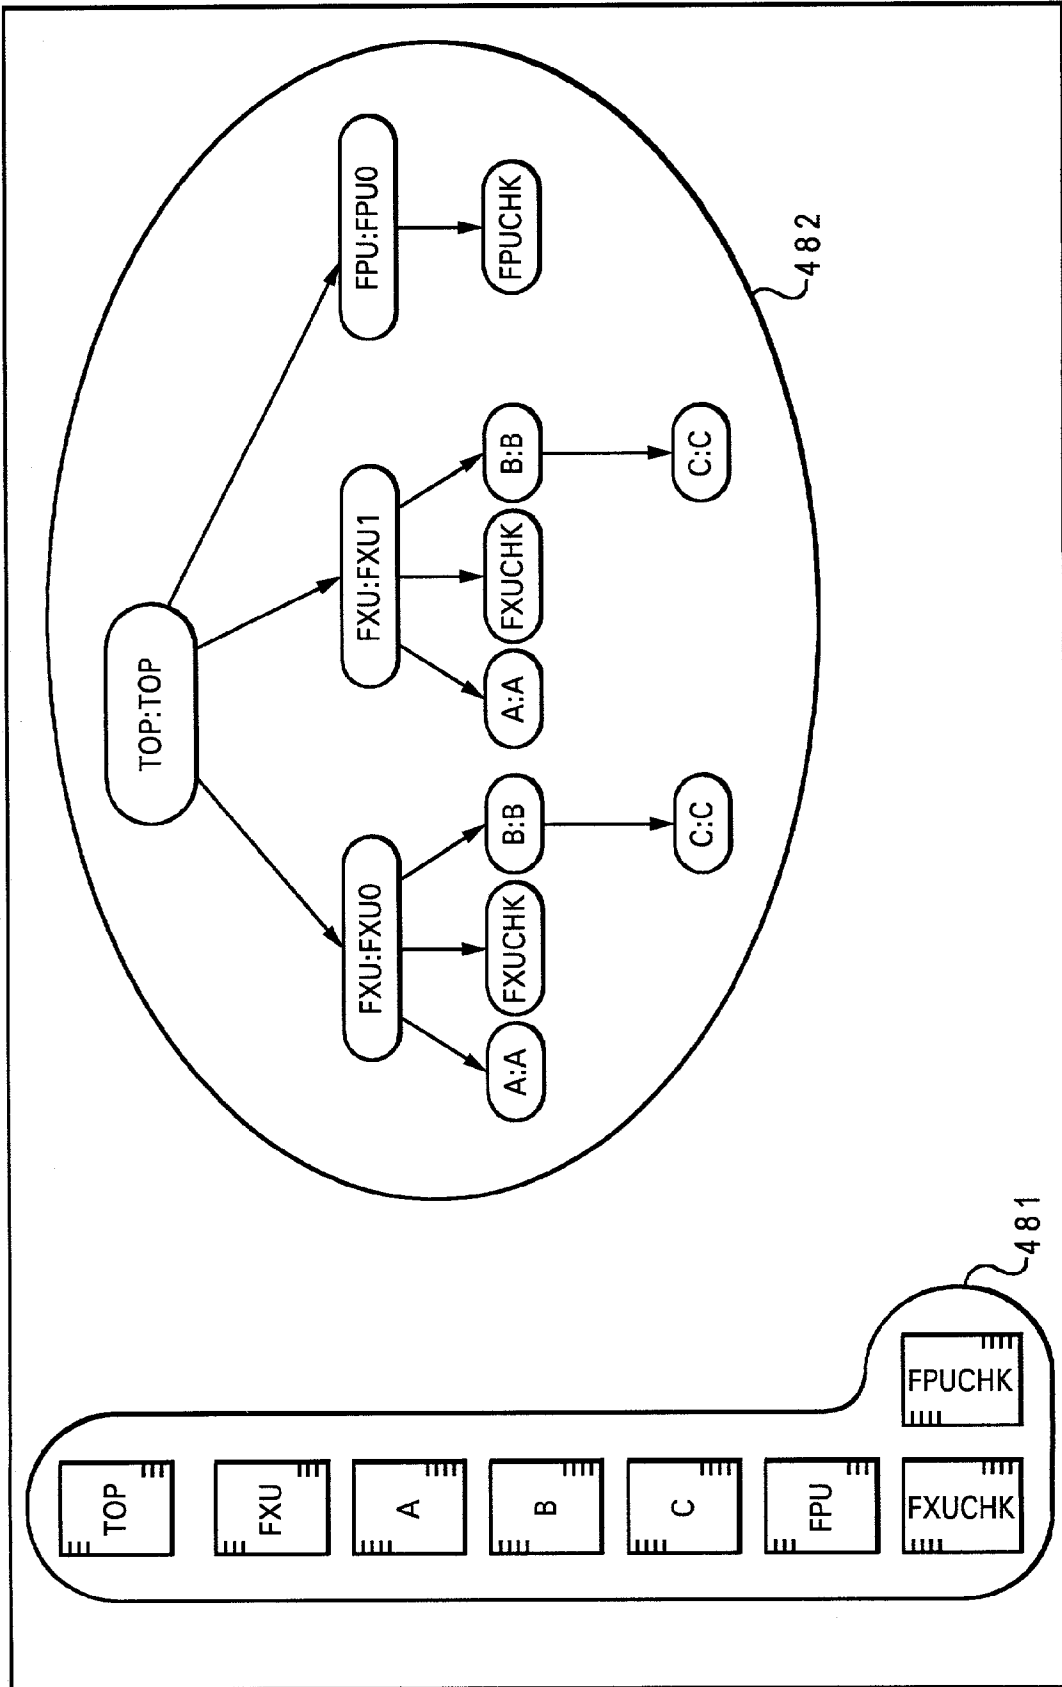 TOP
FXU
A
B
C
FPU
FXUCHK
FPUCHK
481
TOP:TOP
FXU:FXU0
FXU:FXU1
FPU:FPU0
A:A
FXUCHK
B:B
A:A
FXUCHK
B:B
FPUCHK
C:C
C:C
482